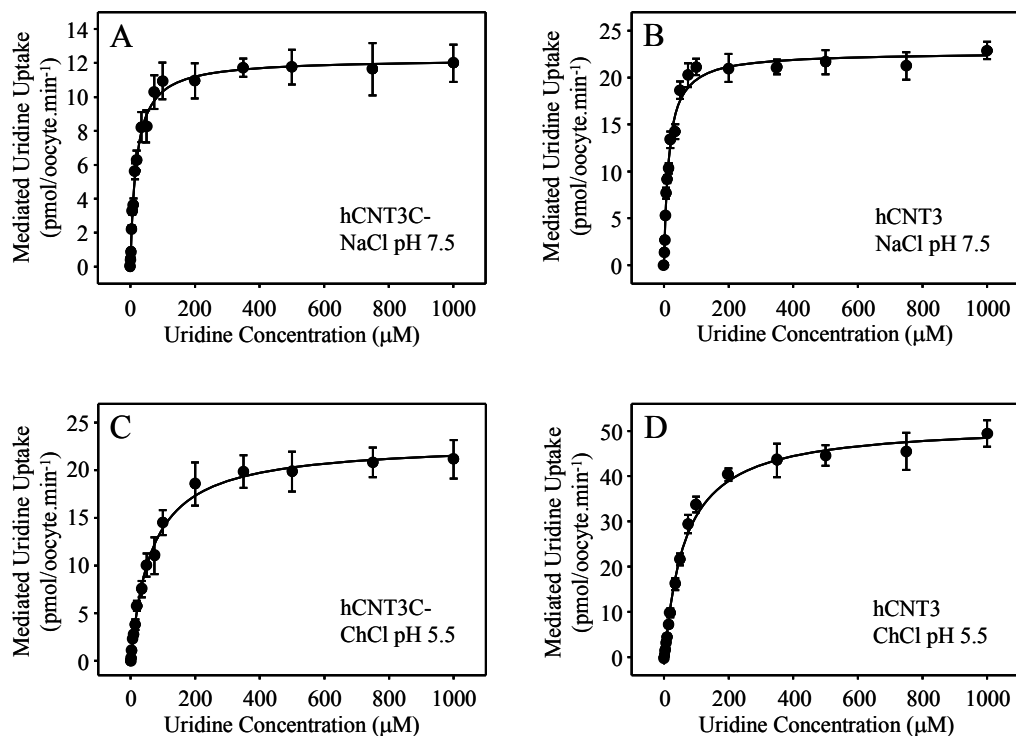 A
Mediated Uridine Uptake
(pmol/oocyte.min-1)
14
12
10
8
6
4
2
0
hCNT3C-
NaCl pH 7.5
0 200 400 600 800 1000
Uridine Concentration (μM)
B
Mediated Uridine Uptake
(pmol/oocyte.min-1)
25
20
15
10
5
0
hCNT3
NaCl pH 7.5
0 200 400 600 800 1000
Uridine Concentration (μM)
C
Mediated Uridine Uptake
(pmol/oocyte.min-1)
25
20
15
10
5
0
hCNT3C-
ChCl pH 5.5
0 200 400 600 800 1000
Uridine Concentration (μM)
D
Mediated Uridine Uptake
(pmol/oocyte.min-1)
50
40
30
20
10
0
hCNT3
ChCl pH 5.5
0 200 400 600 800 1000
Uridine Concentration (μM)